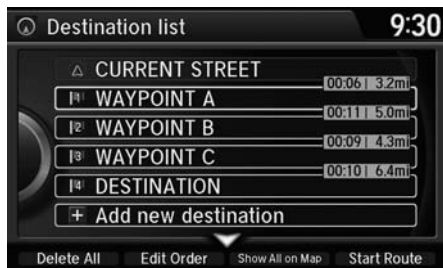 Destination list 9:30
CURRENT STREET
00:06 | 3.2mi
WAYPOINT A
00:11 | 5.0mi
WAYPOINT B
00:09 | 4.3mi
WAYPOINT C
00:10 | 6.4mi
DESTINATION
+ Add new destination
Delete All Edit Order Show All on Map Start Route